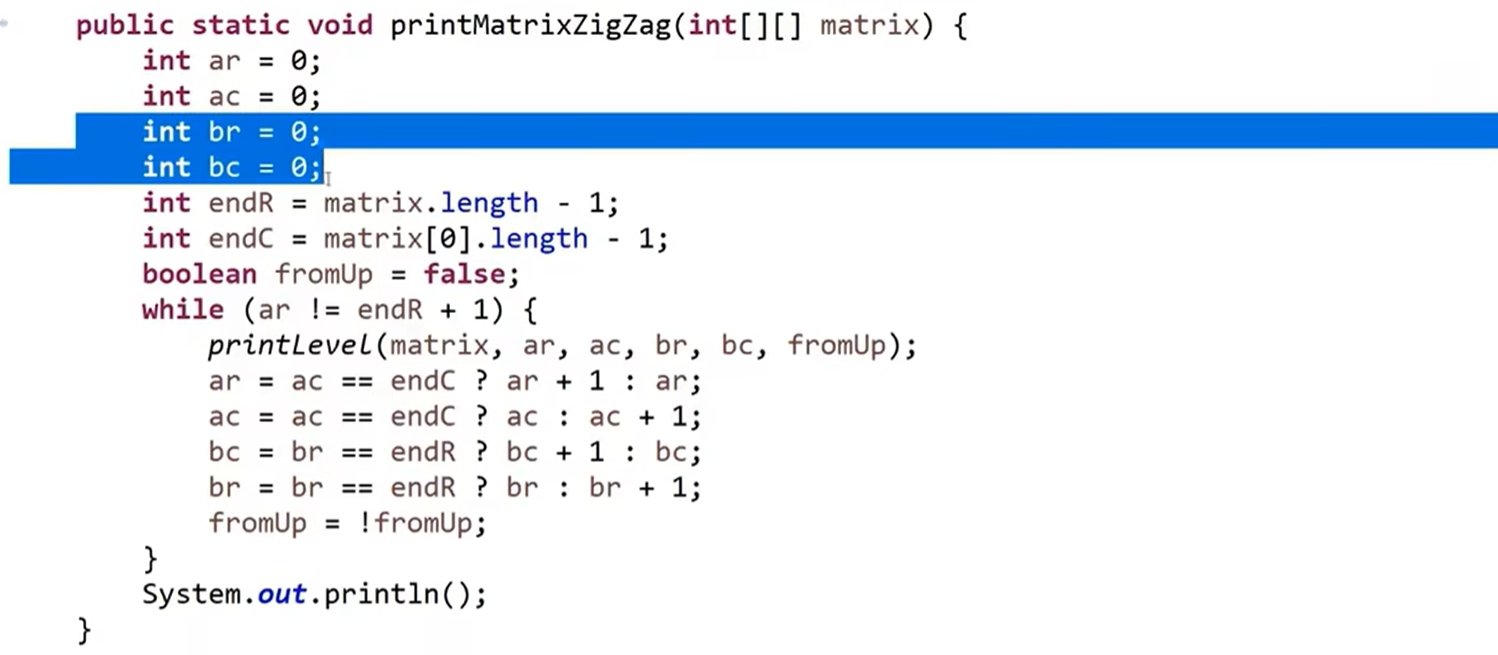 public static void printMatrixZigZag(int[][] matrix) {
int ar = 0;
int ac = 0;
int br = 0;
int bc = 0;
int endR = matrix.length - 1;
int endC = matrix[0].length - 1;
boolean fromUp = false;
while (ar != endR + 1) {
printLevel(matrix, ar, ac, br, bc, fromUp);
ar = ac == endC ? ar + 1 : ar;
ac = ac == endC ? ac : ac + 1;
bc = br == endR ? bc + 1 : bc;
br = br == endR ? br : br + 1;
fromUp = !fromUp;
}
System.out.println();
}